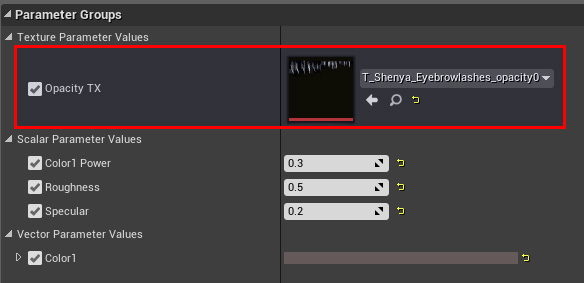 Parameter Groups
Texture Parameter Values
Opacity TX
T_Shenya_Eyebrowlashes_opacity0
Scalar Parameter Values
Color1 Power 0.3
Roughness 0.5
Specular 0.2
Vector Parameter Values
Color1